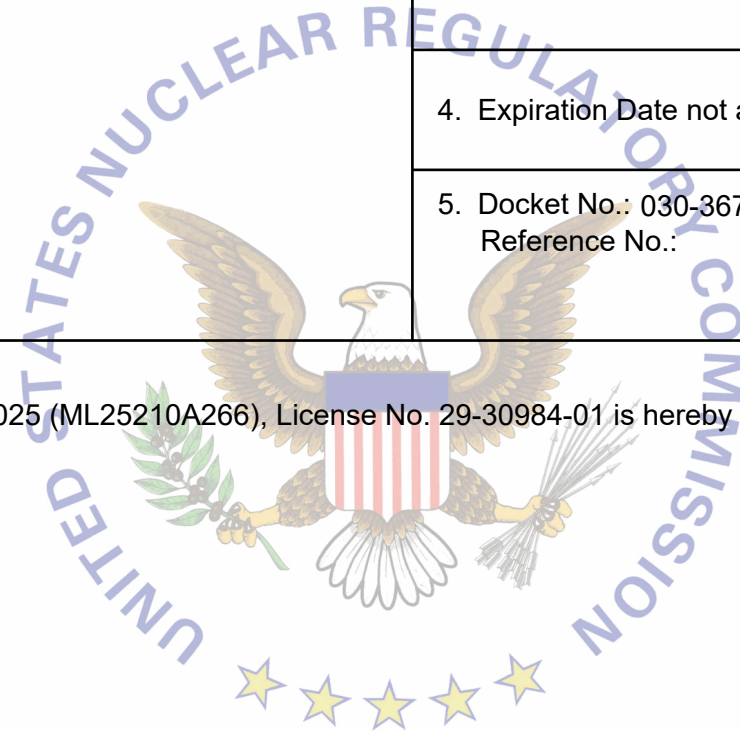 UNITED STATES NUCLEAR REGULATORY COMMISSION
4. Expiration Date not
5. Docket No.: 030-367
Reference No.:
025 (ML25210A266), License No. 29-30984-01 is hereby